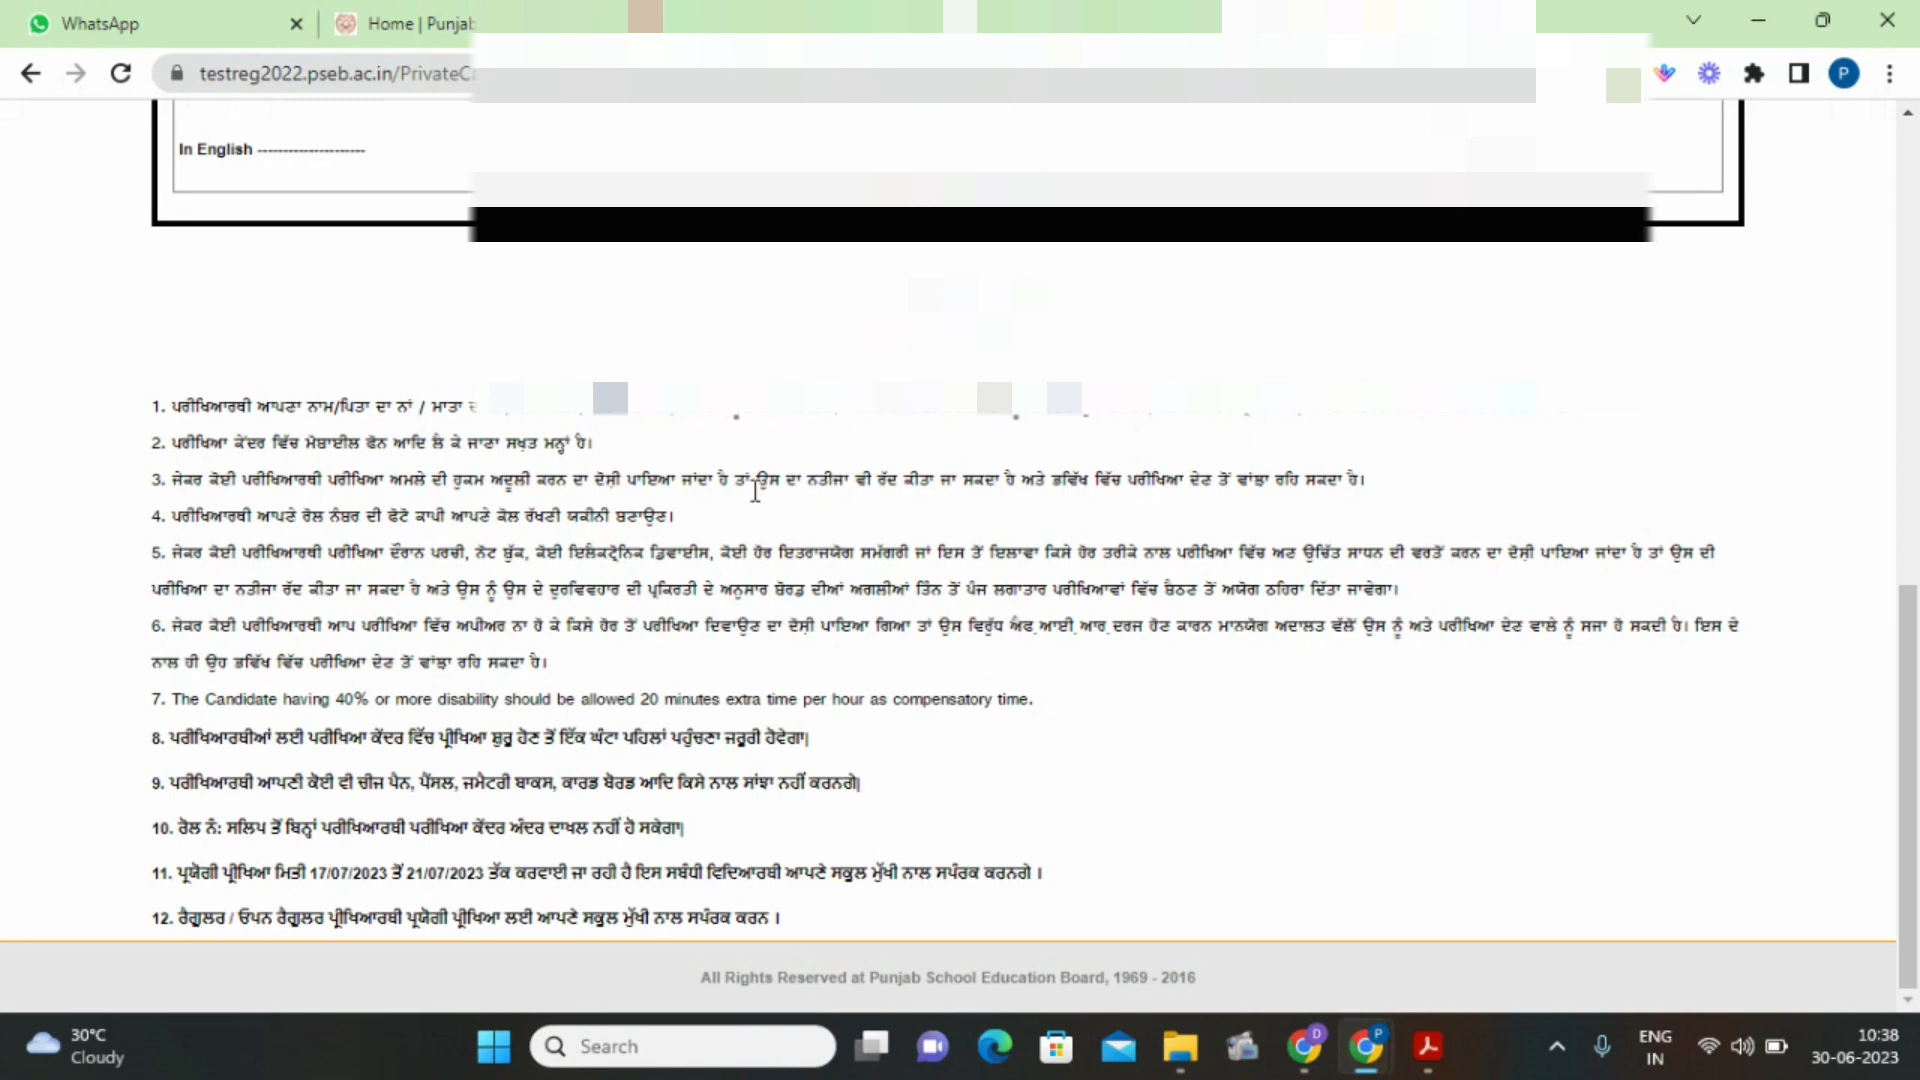 WhatsApp
Home | Punjab
testreg2022.pseb.ac.in/PrivateCa
P
In English ---------------------
1. ਪਰੀਖਿਆਰਥੀ ਆਪਣਾ ਨਾਮ/ਪਿਤਾ ਦਾ ਨਾਂ / ਮਾਤਾ
2. ਪਰੀਖਿਆ ਕੇਂਦਰ ਵਿੱਚ ਮੋਬਾਈਲ ਫੋਨ ਆਦਿ ਲੈ ਕੇ ਜਾਣਾ ਸਖ਼ਤ ਮਨ੍ਹਾਂ ਹੈ।
3. ਜੇਕਰ ਕੋਈ ਪਰੀਖਿਆਰਥੀ ਪਰੀਖਿਆ ਅਮਲੇ ਦੀ ਹੁਕਮ ਅਦੂਲੀ ਕਰਨ ਦਾ ਦੋਸ਼ੀ ਪਾਇਆ ਜਾਂਦਾ ਹੈ ਤਾਂ ਉਸ ਦਾ ਨਤੀਜਾ ਵੀ ਰੱਦ ਕੀਤਾ ਜਾ ਸਕਦਾ ਹੈ ਅਤੇ ਭਵਿੱਖ ਵਿੱਚ ਪਰੀਖਿਆ ਦੇਣ ਤੋਂ ਵਾਂਝਾ ਰਹਿ ਸਕਦਾ ਹੈ।
4. ਪਰੀਖਿਆਰਥੀ ਆਪਣੇ ਰੋਲ ਨੰਬਰ ਦੀ ਫੋਟੋ ਕਾਪੀ ਆਪਣੇ ਕੋਲ ਰੱਖਣੀ ਯਕੀਨੀ ਬਣਾਉਣ।
5. ਜੇਕਰ ਕੋਈ ਪਰੀਖਿਆਰਥੀ ਪਰੀਖਿਆ ਦੌਰਾਨ ਪਰਚੀ, ਨੋਟ ਬੁੱਕ, ਕੋਈ ਇਲੈਕਟ੍ਰੋਨਿਕ ਡਿਵਾਈਸ, ਕੋਈ ਹੋਰ ਇਤਰਾਜਯੋਗ ਸਮੱਗਰੀ ਜਾਂ ਇਸ ਤੋਂ ਇਲਾਵਾ ਕਿਸੇ ਹੋਰ ਤਰੀਕੇ ਨਾਲ ਪਰੀਖਿਆ ਵਿੱਚ ਅਣ ਉਚਿੱਤ ਸਾਧਨ ਦੀ ਵਰਤੋਂ ਕਰਨ ਦਾ ਦੋਸ਼ੀ ਪਾਇਆ ਜਾਂਦਾ ਹੈ ਤਾਂ ਉਸ ਦੀ
ਪਰੀਖਿਆ ਦਾ ਨਤੀਜਾ ਰੱਦ ਕੀਤਾ ਜਾ ਸਕਦਾ ਹੈ ਅਤੇ ਉਸ ਨੂੰ ਉਸ ਦੇ ਦੁਰਵਿਵਹਾਰ ਦੀ ਪ੍ਰਕਿਰਤੀ ਦੇ ਅਨੁਸਾਰ ਬੋਰਡ ਦੀਆਂ ਅਗਲੀਆਂ ਤਿੰਨ ਤੋਂ ਪੰਜ ਲਗਾਤਾਰ ਪਰੀਖਿਆਵਾਂ ਵਿੱਚ ਬੈਠਣ ਤੋਂ ਅਯੋਗ ਠਹਿਰਾ ਦਿੱਤਾ ਜਾਵੇਗਾ।
6. ਜੇਕਰ ਕੋਈ ਪਰੀਖਿਆਰਥੀ ਆਪ ਪਰੀਖਿਆ ਵਿੱਚ ਅਪੀਅਰ ਨਾ ਹੋ ਕੇ ਕਿਸੇ ਹੋਰ ਤੋਂ ਪਰੀਖਿਆ ਦਿਵਾਉਣ ਦਾ ਦੋਸ਼ੀ ਪਾਇਆ ਗਿਆ ਤਾਂ ਉਸ ਵਿਰੁੱਧ ਐਫ.ਆਈ.ਆਰ.ਦਰਜ ਹੋਣ ਕਾਰਨ ਮਾਨਯੋਗ ਅਦਾਲਤ ਵੱਲੋਂ ਉਸ ਨੂੰ ਅਤੇ ਪਰੀਖਿਆ ਦੇਣ ਵਾਲੇ ਨੂੰ ਸਜਾ ਹੋ ਸਕਦੀ ਹੈ। ਇਸ ਦੇ
ਨਾਲ ਹੀ ਉਹ ਭਵਿੱਖ ਵਿੱਚ ਪਰੀਖਿਆ ਦੇਣ ਤੋਂ ਵਾਂਝਾ ਰਹਿ ਸਕਦਾ ਹੈ।
7. The Candidate having 40% or more disability should be allowed 20 minutes extra time per hour as compensatory time.
8. ਪਰੀਖਿਆਰਥੀਆਂ ਲਈ ਪਰੀਖਿਆ ਕੇਂਦਰ ਵਿੱਚ ਪ੍ਰੀਖਿਆ ਸ਼ੁਰੂ ਹੋਣ ਤੋਂ ਇੱਕ ਘੰਟਾ ਪਹਿਲਾਂ ਪਹੁੰਚਣਾ ਜਰੂਰੀ ਹੋਵੇਗਾ|
9. ਪਰੀਖਿਆਰਥੀ ਆਪਣੀ ਕੋਈ ਵੀ ਚੀਜ ਪੈਨ, ਪੈਂਸਲ, ਜਮੈਟਰੀ ਬਾਕਸ, ਕਾਰਡ ਬੋਰਡ ਆਦਿ ਕਿਸੇ ਨਾਲ ਸਾਂਝਾ ਨਹੀਂ ਕਰਨਗੇ|
10. ਰੋਲ ਨੰ: ਸਲਿਪ ਤੋਂ ਬਿਨ੍ਹਾਂ ਪਰੀਖਿਆਰਥੀ ਪਰੀਖਿਆ ਕੇਂਦਰ ਅੰਦਰ ਦਾਖਲ ਨਹੀਂ ਹੋ ਸਕੇਗਾ|
11. ਪ੍ਰਯੋਗੀ ਪ੍ਰੀਖਿਆ ਮਿਤੀ 17/07/2023 ਤੋਂ 21/07/2023 ਤੱਕ ਕਰਵਾਈ ਜਾ ਰਹੀ ਹੈ ਇਸ ਸਬੰਧੀ ਵਿਦਿਆਰਥੀ ਆਪਣੇ ਸਕੂਲ ਮੁੱਖੀ ਨਾਲ ਸਪੰਰਕ ਕਰਨਗੇ ।
12. ਰੈਗੂਲਰ / ਓਪਨ ਰੈਗੂਲਰ ਪ੍ਰੀਖਿਆਰਥੀ ਪ੍ਰਯੋਗੀ ਪ੍ਰੀਖਿਆ ਲਈ ਆਪਣੇ ਸਕੂਲ ਮੁੱਖੀ ਨਾਲ ਸਪੰਰਕ ਕਰਨ ।
All Rights Reserved at Punjab School Education Board, 1969 - 2016
30°C
Cloudy
Search
D
P
ENG
IN
10:38
30-06-2023